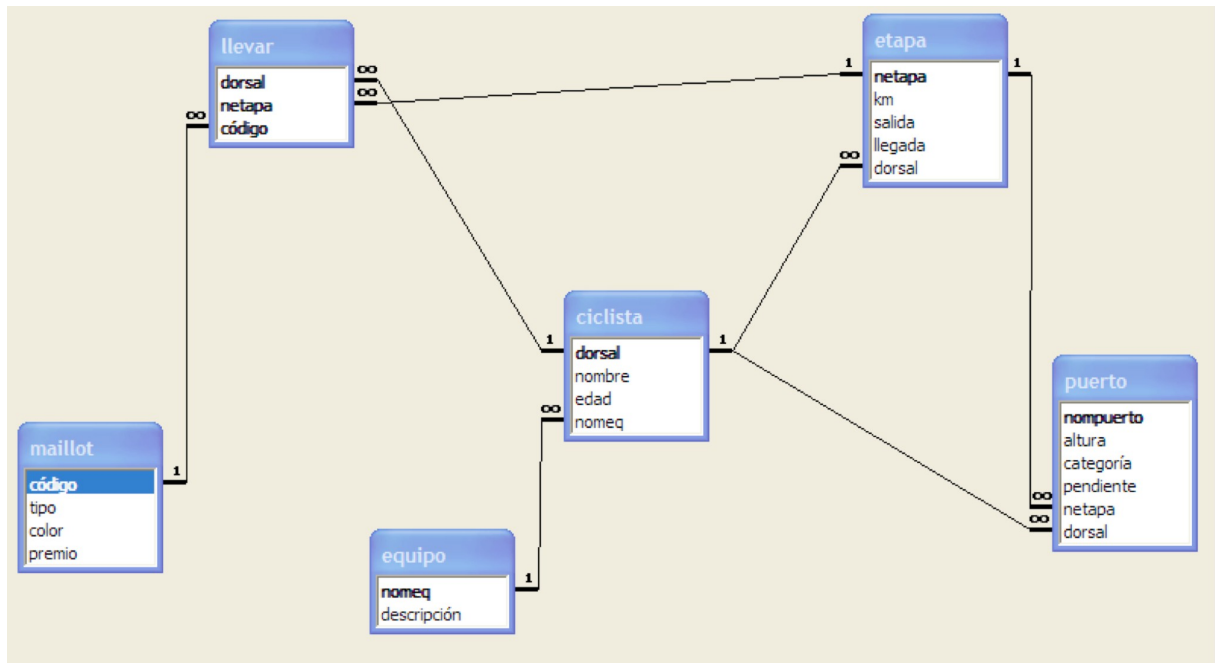 llevar
dorsal
netapa
código
∞
∞
∞
etapa
netapa
km
salida
llegada
dorsal
1
1
∞
ciclista
dorsal
nombre
edad
nomeq
1
1
∞
puerto
nompuerto
altura
categoría
pendiente
netapa
dorsal
∞
∞
maillot
código
tipo
color
premio
1
equipo
nomeq
descripción
1